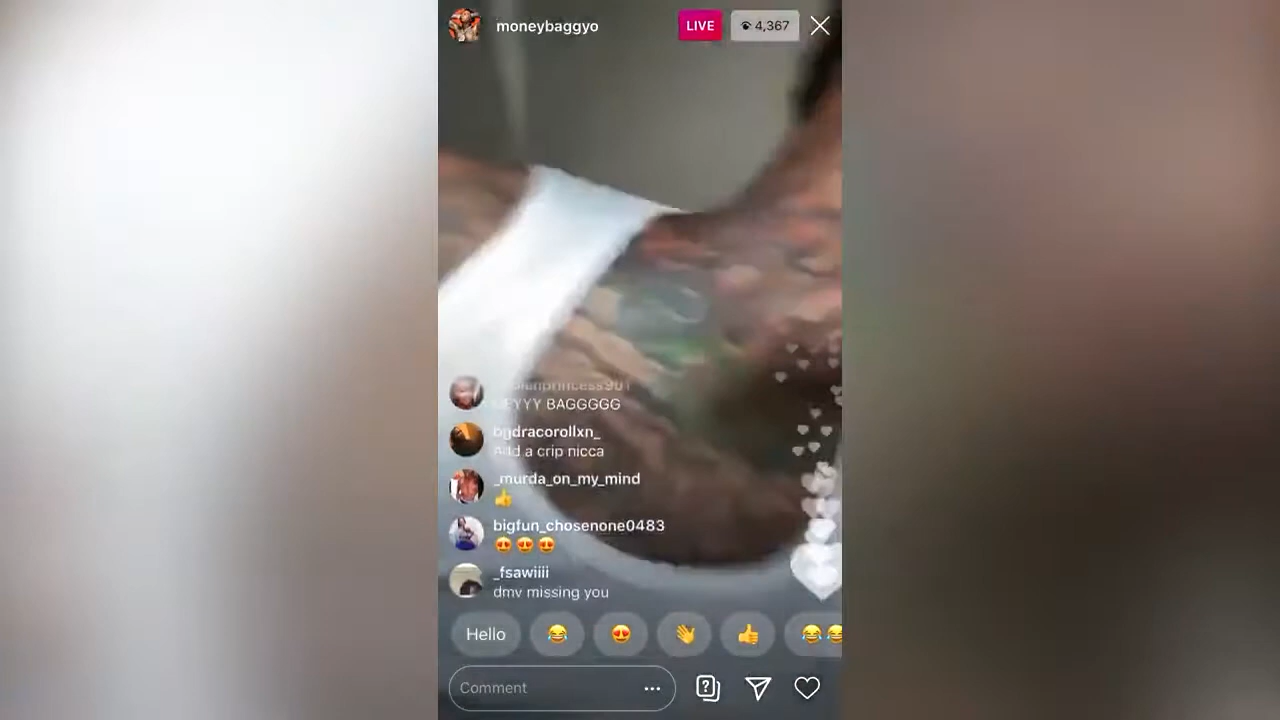 moneybaggyo
LIVE
4,367
BAGGGGG
_
a crip nicca
_murda_on_my_mind
👍
bigfun_chosenone0483
😍😍😍
_fsawiiii
dmv missing you
Hello
😂
😍
👋
👍
😂😂
Comment